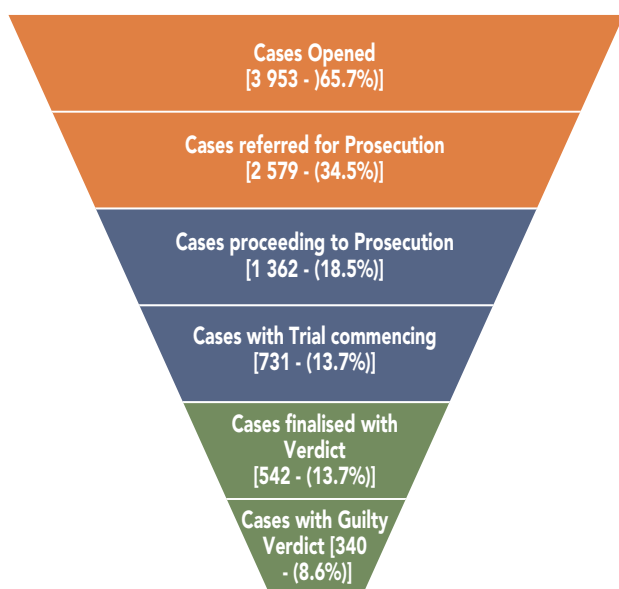 Cases Opened
[3 953 - )65.7%)]
Cases referred for Prosecution
[2 579 - (34.5%)]
Cases proceeding to Prosecution
[1 362 - (18.5%)]
Cases with Trial commencing
[731 - (13.7%)]
Cases finalised with
Verdict
[542 - (13.7%)]
Cases with Guilty
Verdict [340
- (8.6%)]